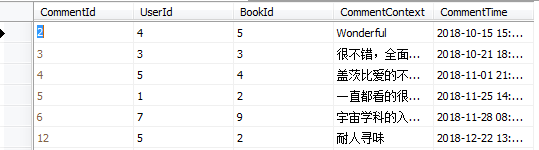 CommentId UserId BookId CommentContext CommentTime
2 4 5 Wonderful 2018-10-15 15:...
3 3 3 很不错，全面... 2018-10-21 18:...
4 5 4 盖茨比爱的不... 2018-11-01 21:...
5 1 2 一直都看的很... 2018-11-25 14:...
6 7 9 宇宙学科的入... 2018-11-28 08:...
12 5 2 耐人寻味 2018-12-22 13:...